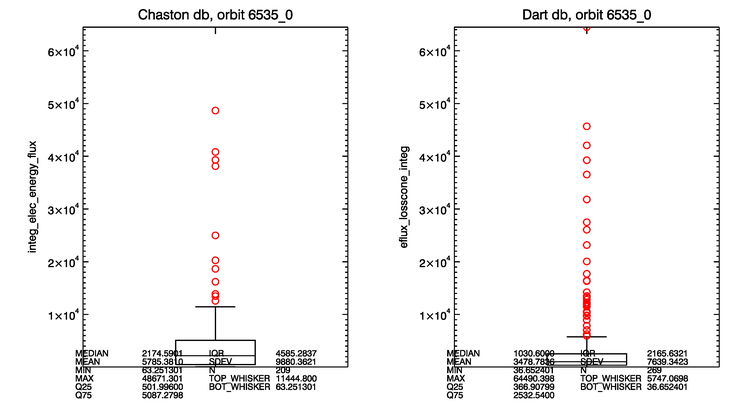 Chaston db, orbit 6535_0
integ_elec_energy_flux
6×10⁴
5×10⁴
4×10⁴
3×10⁴
2×10⁴
1×10⁴
MEDIAN 2174.5901 IQR 4585.2837
MEAN 5785.3810 SDEV 9880.3621
MIN 63.251301 N 209
MAX 48671.301 TOP_WHISKER 11444.800
Q25 501.99600 BOT_WHISKER 63.251301
Q75 5087.2798
Dart db, orbit 6535_0
eflux_losscone_integ
6×10⁴
5×10⁴
4×10⁴
3×10⁴
2×10⁴
1×10⁴
MEDIAN 1030.6000 IQR 2165.6321
MEAN 3478.7836 SDEV 7639.3423
MIN 36.652401 N 269
MAX 64490.398 TOP_WHISKER 5747.0698
Q25 366.90799 BOT_WHISKER 36.652401
Q75 2532.5400